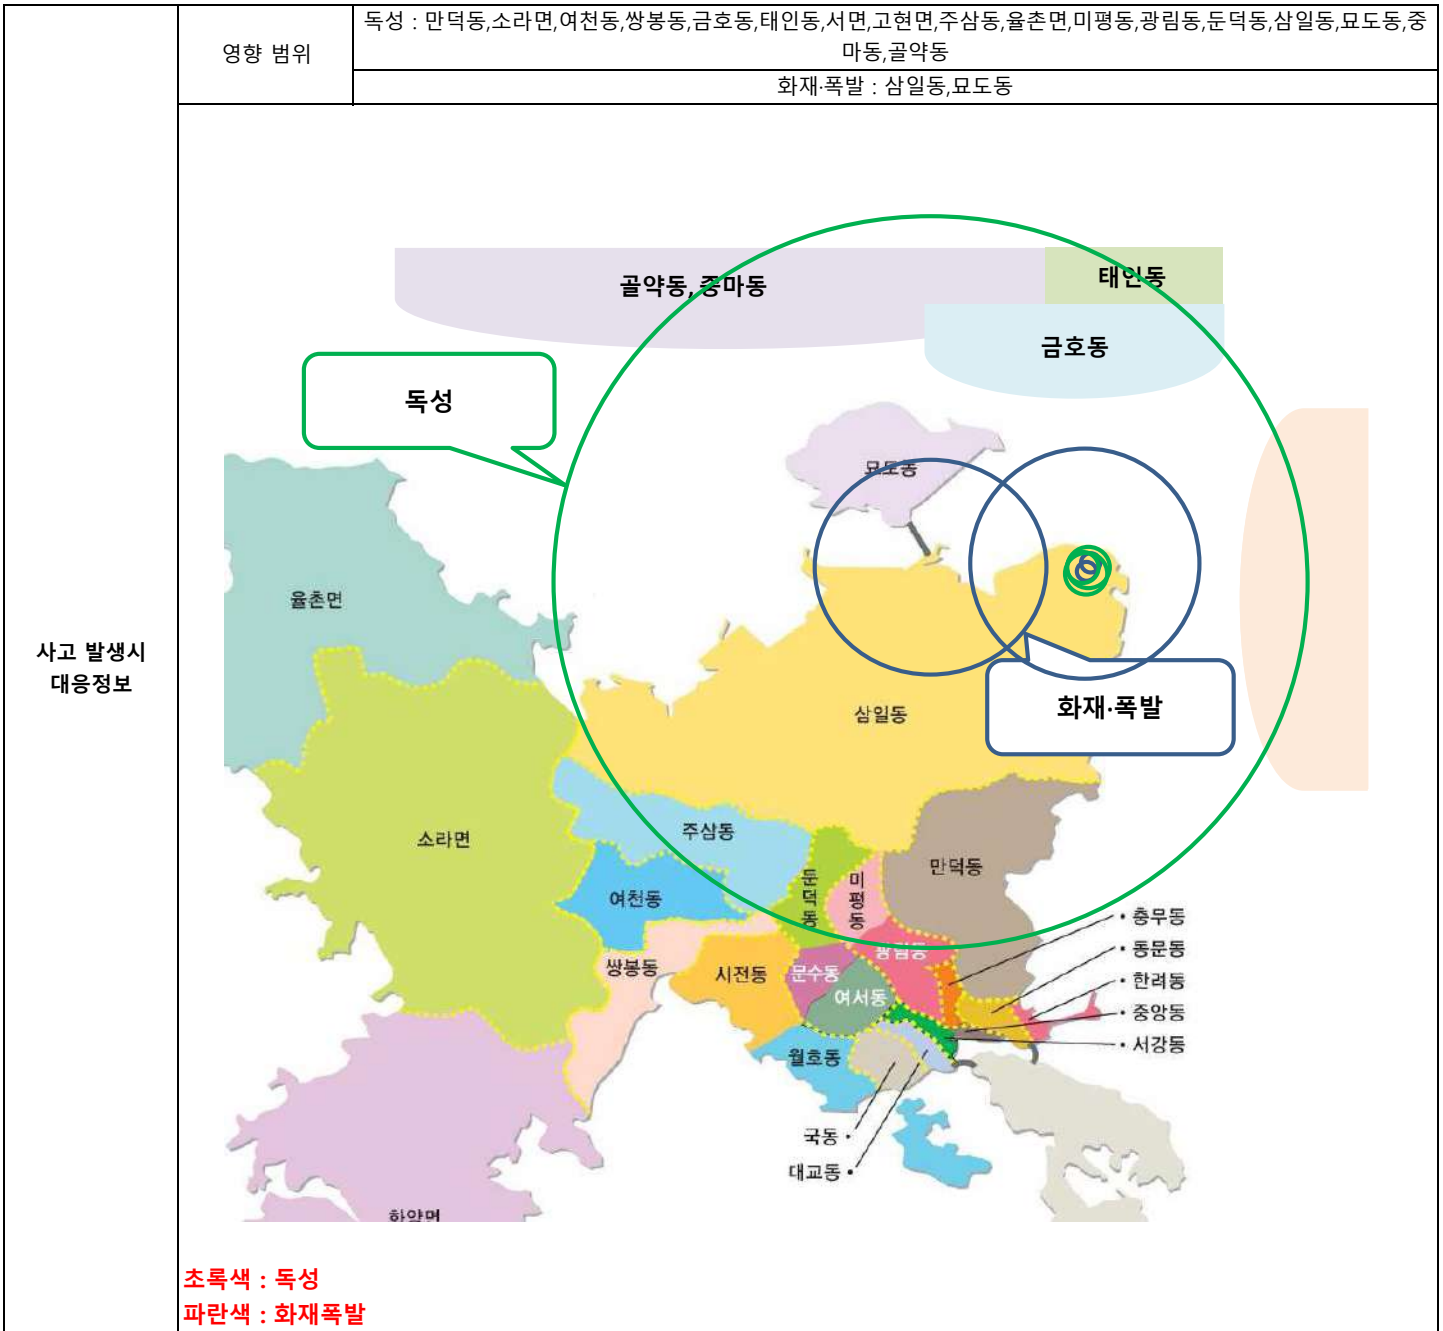 영향 범위
독성 : 만덕동,소라면,여천동,쌍봉동,금호동,태인동,서면,고현면,주삼동,율촌면,미평동,광림동,둔덕동,삼일동,묘도동,중
마동,골약동
화재·폭발 : 삼일동,묘도동
사고 발생시
대응정보
골약동, 중마동
태인동
금호동
독성
묘도동
율촌면
삼일동
화재·폭발
소라면
주삼동
여천동
둔덕동
미평동
만덕동
쌍봉동
시전동
문수동
광림동
여서동
월호동
• 충무동
• 동문동
• 한려동
• 중앙동
• 서강동
국동 •
대교동 •
화양면
초록색 : 독성
파란색 : 화재폭발